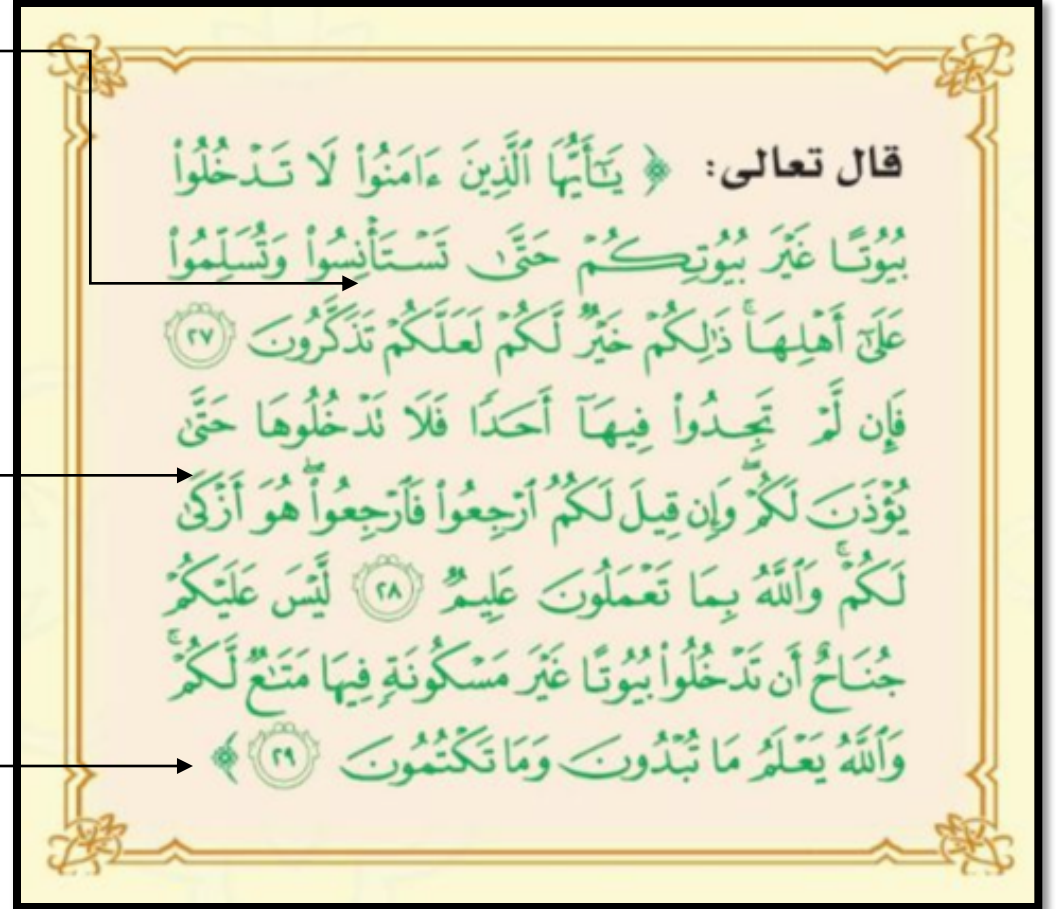 قال تعالى: ﴿ يَـٰٓأَيُّهَا ٱلَّذِينَ ءَامَنُوا۟ لَا تَدْخُلُوا۟
بُيُوتًا غَيْرَ بُيُوتِكُمْ حَتَّىٰ تَسْتَأْنِسُوا۟ وَتُسَلِّمُوا۟
عَلَىٰٓ أَهْلِهَا ۚ ذَٰلِكُمْ خَيْرٌ لَّكُمْ لَعَلَّكُمْ تَذَكَّرُونَ ٢٧
فَإِن لَّمْ تَجِدُوا۟ فِيهَآ أَحَدًا فَلَا تَدْخُلُوهَا حَتَّىٰ
يُؤْذَنَ لَكُمْ ۖ وَإِن قِيلَ لَكُمُ ٱرْجِعُوا۟ فَٱرْجِعُوا۟ ۖ هُوَ أَزْكَىٰ
لَكُمْ ۚ وَٱللَّهُ بِمَا تَعْمَلُونَ عَلِيمٌ ٢٨ لَّيْسَ عَلَيْكُمْ
جُنَاحٌ أَن تَدْخُلُوا۟ بُيُوتًا غَيْرَ مَسْكُونَةٍ فِيهَا مَتَـٰعٌ لَّكُمْ ۚ
وَٱللَّهُ يَعْلَمُ مَا تُبْدُونَ وَمَا تَكْتُمُونَ ٢٩ ﴾